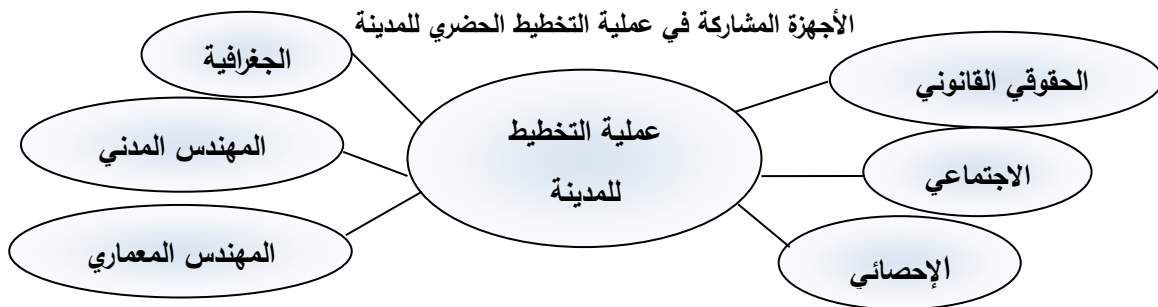 الأجهزة المشاركة في عملية التخطيط الحضري للمدينة
الحقوقي القانوني
الاجتماعي
الإحصائي
عملية التخطيط
للمدينة
الجغرافية
المهندس المدني
المهندس المعماري